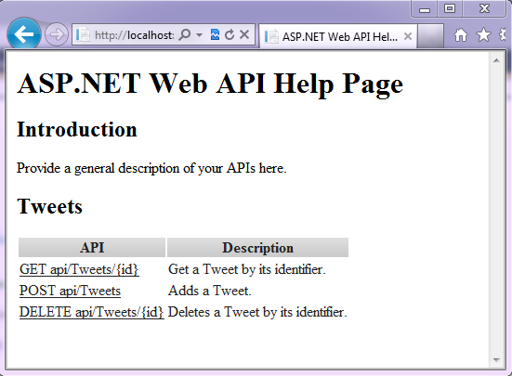 http://localhost:
ASP.NET Web API Hel...
ASP.NET Web API Help Page
Introduction
Provide a general description of your APIs here.
Tweets
API Description
GET api/Tweets/{id} Get a Tweet by its identifier.
POST api/Tweets Adds a Tweet.
DELETE api/Tweets/{id} Deletes a Tweet by its identifier.